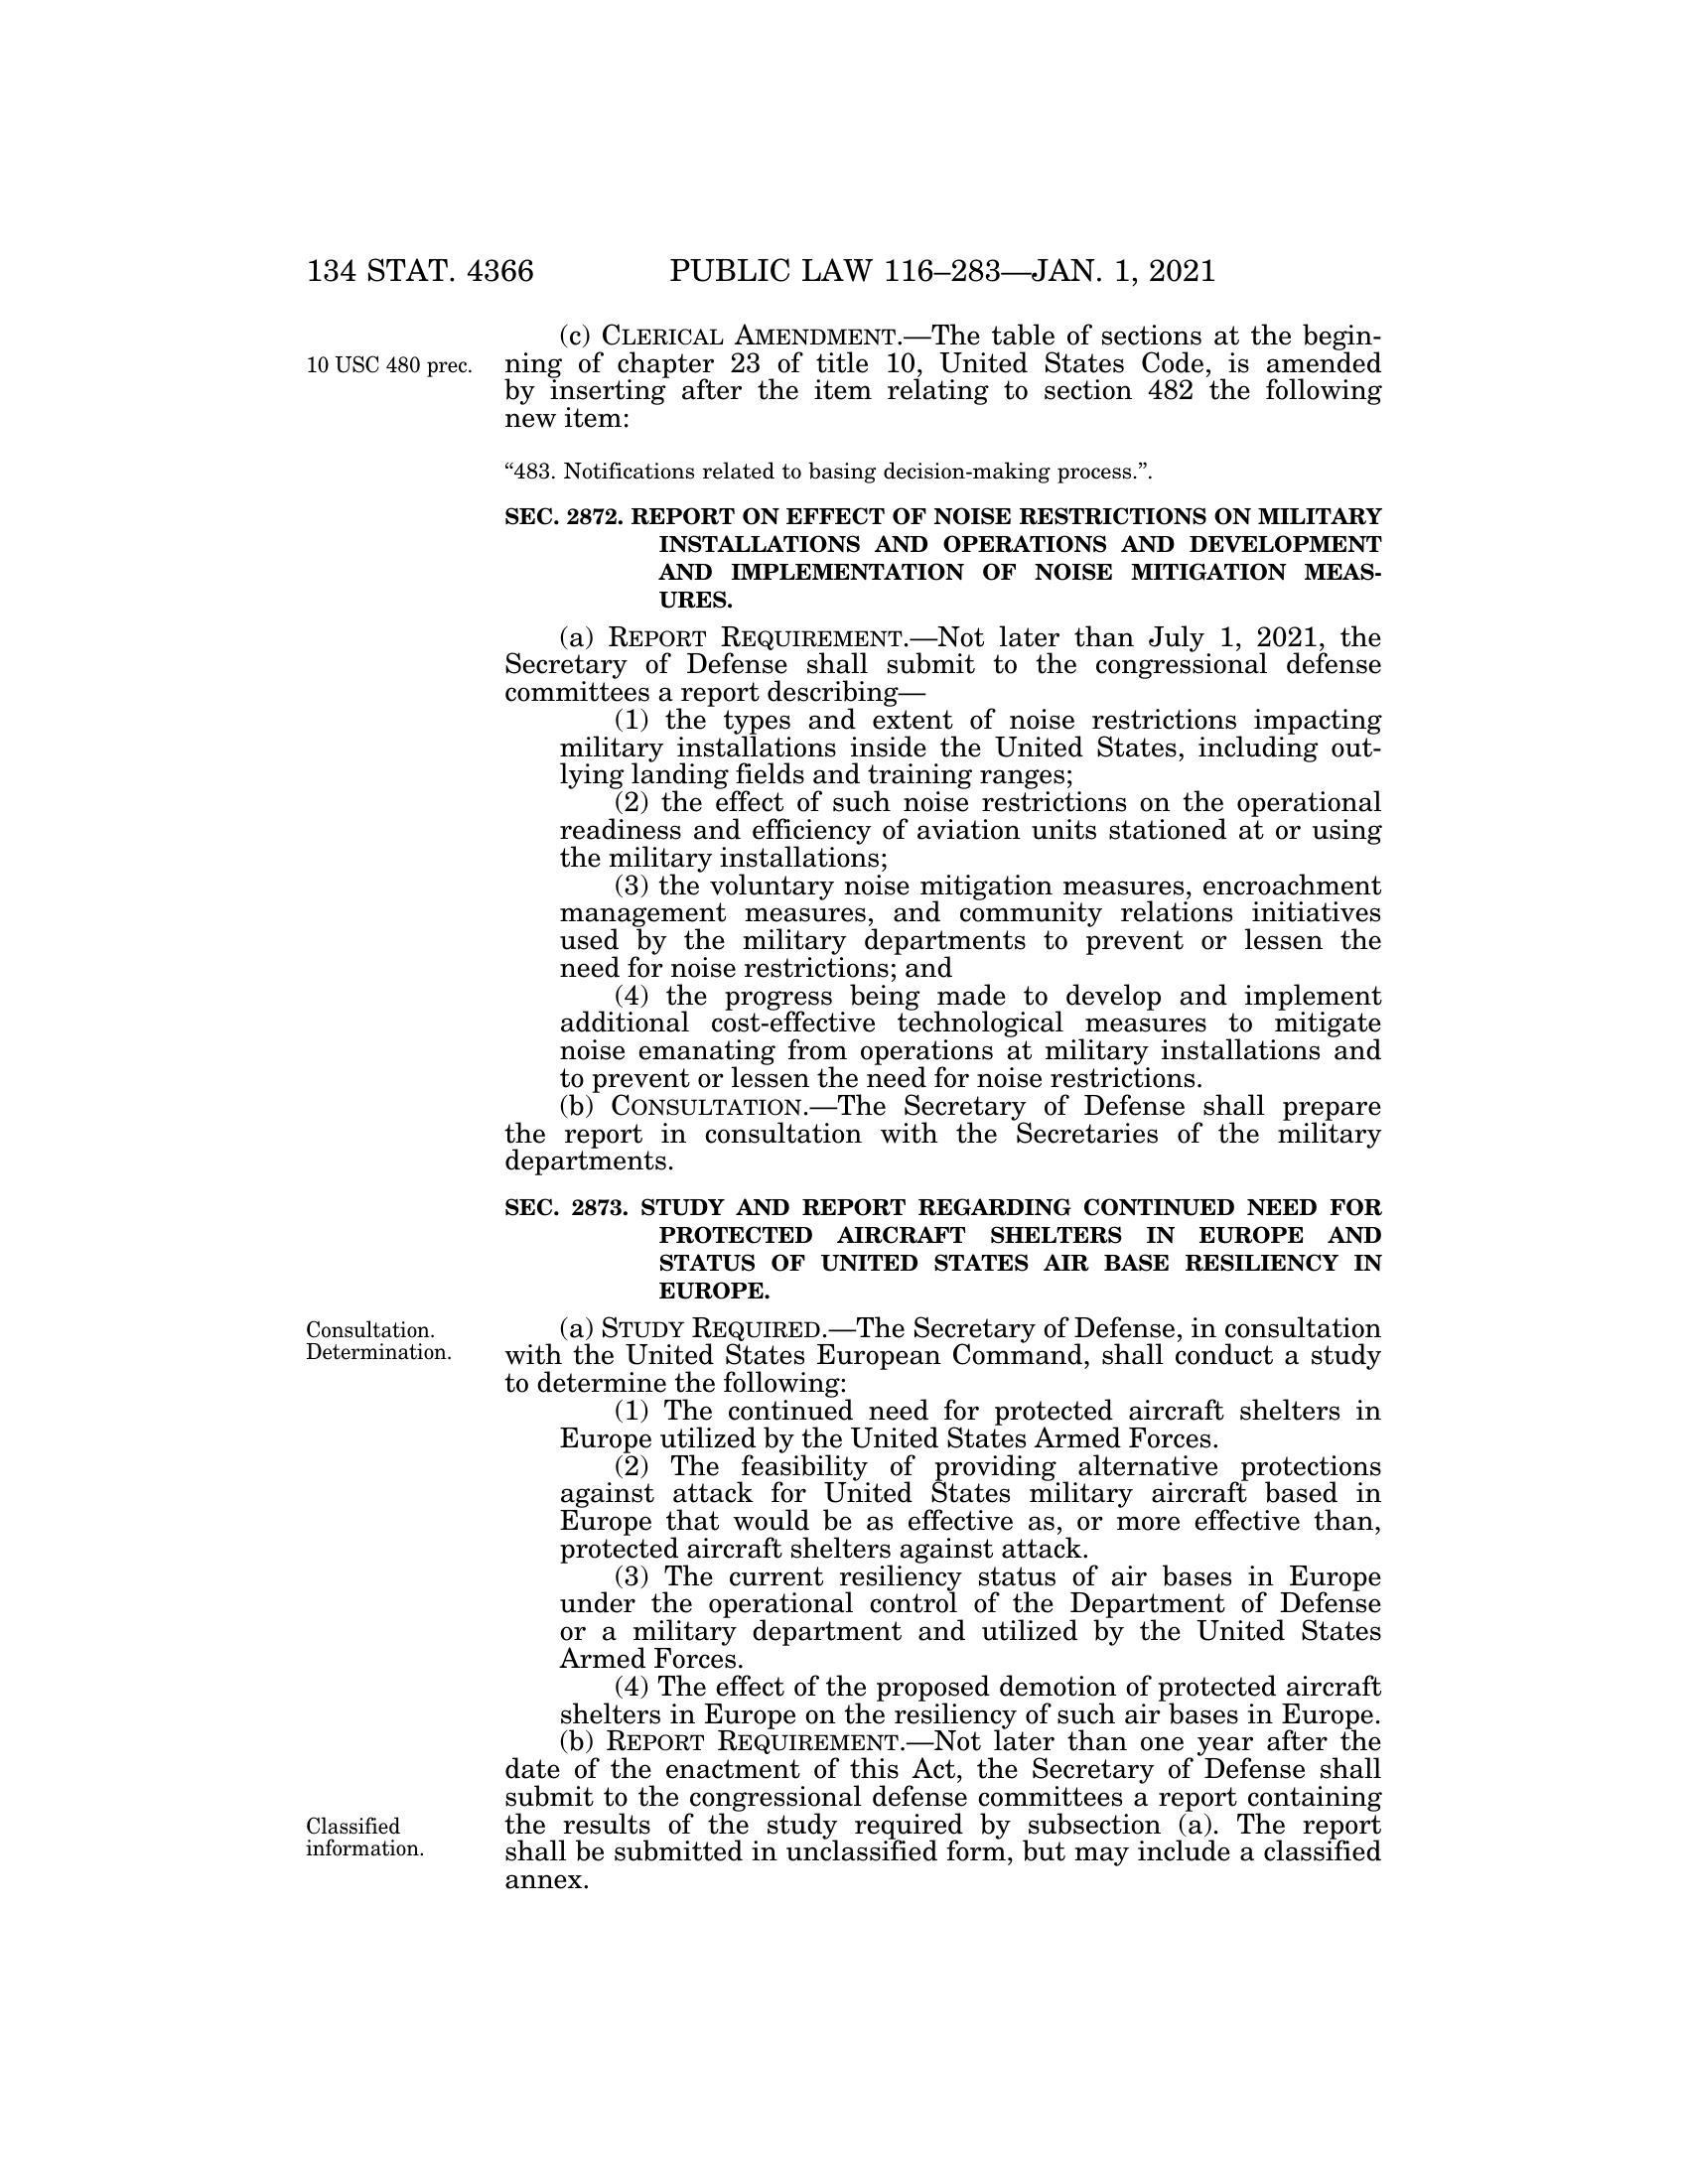 134 STAT. 4366 PUBLIC LAW 116–283—JAN. 1, 2021
(c) CLERICAL AMENDMENT.—The table of sections at the begin-
10 USC 480 prec.
ning of chapter 23 of title 10, United States Code, is amended
by inserting after the item relating to section 482 the following
new item:
“483. Notifications related to basing decision-making process.”.
SEC. 2872. REPORT ON EFFECT OF NOISE RESTRICTIONS ON MILITARY
INSTALLATIONS AND OPERATIONS AND DEVELOPMENT
AND IMPLEMENTATION OF NOISE MITIGATION MEAS-
URES.
(a) REPORT REQUIREMENT.—Not later than July 1, 2021, the
Secretary of Defense shall submit to the congressional defense
committees a report describing—
(1) the types and extent of noise restrictions impacting
military installations inside the United States, including out-
lying landing fields and training ranges;
(2) the effect of such noise restrictions on the operational
readiness and efficiency of aviation units stationed at or using
the military installations;
(3) the voluntary noise mitigation measures, encroachment
management measures, and community relations initiatives
used by the military departments to prevent or lessen the
need for noise restrictions; and
(4) the progress being made to develop and implement
additional cost-effective technological measures to mitigate
noise emanating from operations at military installations and
to prevent or lessen the need for noise restrictions.
(b) CONSULTATION.—The Secretary of Defense shall prepare
the report in consultation with the Secretaries of the military
departments.
SEC. 2873. STUDY AND REPORT REGARDING CONTINUED NEED FOR
PROTECTED AIRCRAFT SHELTERS IN EUROPE AND
STATUS OF UNITED STATES AIR BASE RESILIENCY IN
EUROPE.
Consultation.
Determination.
(a) STUDY REQUIRED.—The Secretary of Defense, in consultation
with the United States European Command, shall conduct a study
to determine the following:
(1) The continued need for protected aircraft shelters in
Europe utilized by the United States Armed Forces.
(2) The feasibility of providing alternative protections
against attack for United States military aircraft based in
Europe that would be as effective as, or more effective than,
protected aircraft shelters against attack.
(3) The current resiliency status of air bases in Europe
under the operational control of the Department of Defense
or a military department and utilized by the United States
Armed Forces.
(4) The effect of the proposed demotion of protected aircraft
shelters in Europe on the resiliency of such air bases in Europe.
(b) REPORT REQUIREMENT.—Not later than one year after the
date of the enactment of this Act, the Secretary of Defense shall
submit to the congressional defense committees a report containing
Classified
information.
the results of the study required by subsection (a). The report
shall be submitted in unclassified form, but may include a classified
annex.